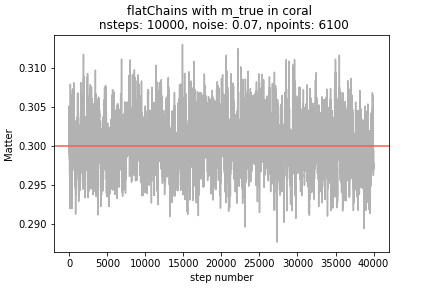 flatChains with m_true in coral
nsteps: 10000, noise: 0.07, npoints: 6100
0.310
0.305
0.300
0.295
0.290
Matter
0 5000 10000 15000 20000 25000 30000 35000 40000
step number